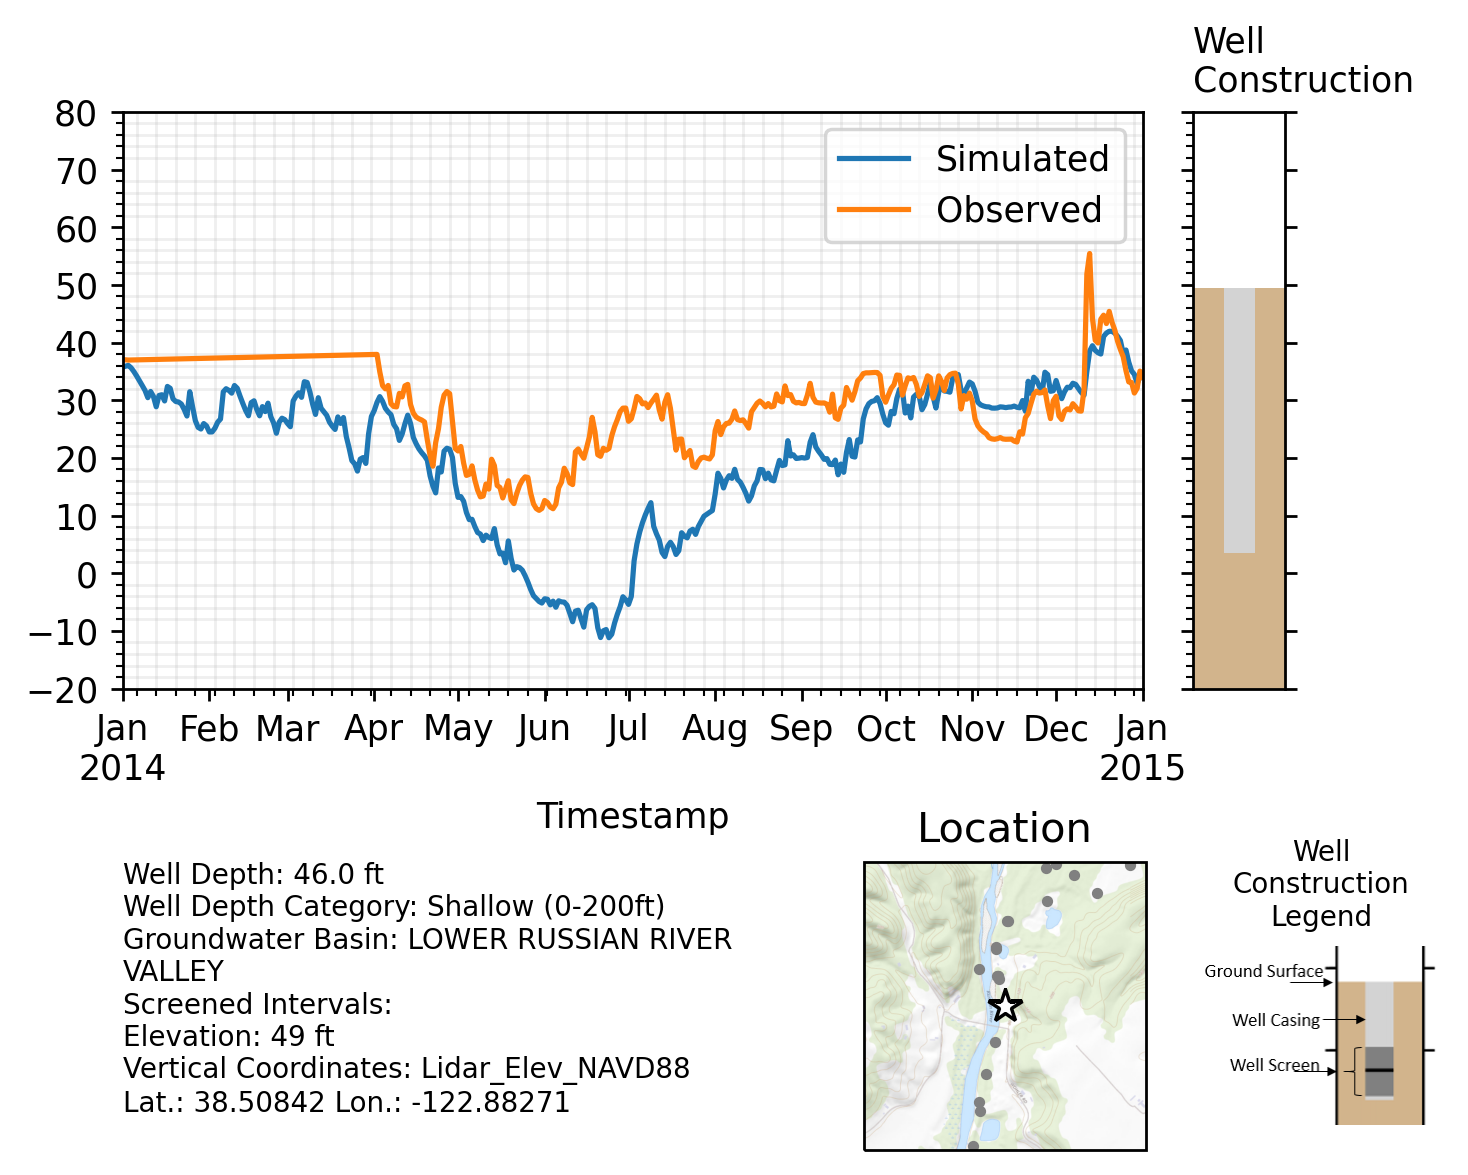 Well
Construction
80
70
60
50
40
30
20
10
0
−10
−20
Simulated
Observed
Jan Feb Mar Apr May Jun Jul Aug Sep Oct Nov Dec Jan
2014 2015
Timestamp
Well Depth: 46.0 ft
Well Depth Category: Shallow (0-200ft)
Groundwater Basin: LOWER RUSSIAN RIVER
VALLEY
Screened Intervals:
Elevation: 49 ft
Vertical Coordinates: Lidar_Elev_NAVD88
Lat.: 38.50842 Lon.: -122.88271
Location
Well
Construction
Legend
Ground Surface
Well Casing
Well Screen